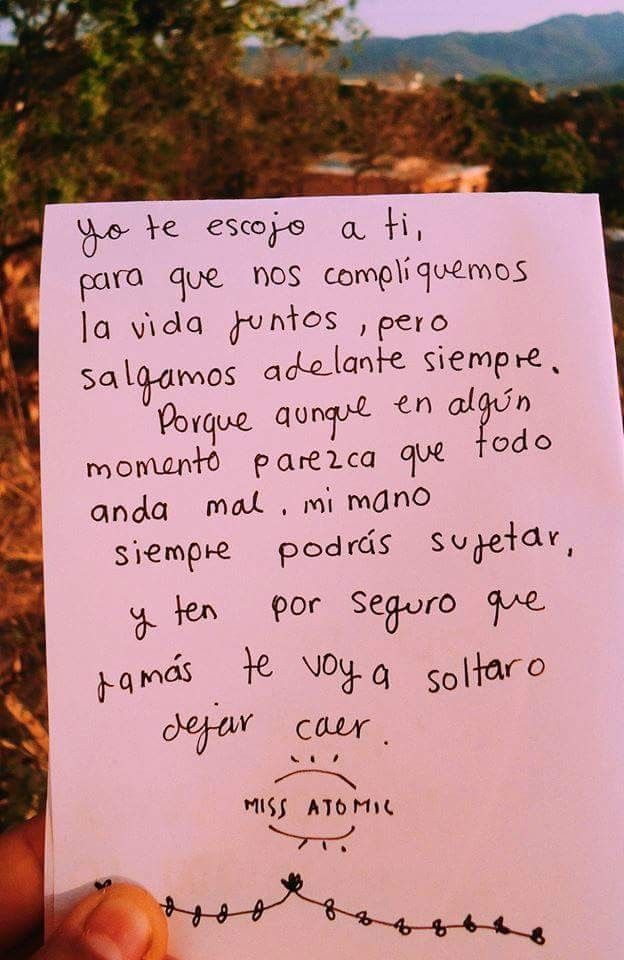 Yo te escojo a ti,
para que nos compliquemos
la vida juntos, pero
salgamos adelante siempre.
Porque aunque en algún
momento parezca que todo
anda mal. mi mano
siempre podrás sujetar,
y ten por seguro que
jamás te voy a soltar o
dejar caer.
MISS ATOMIC